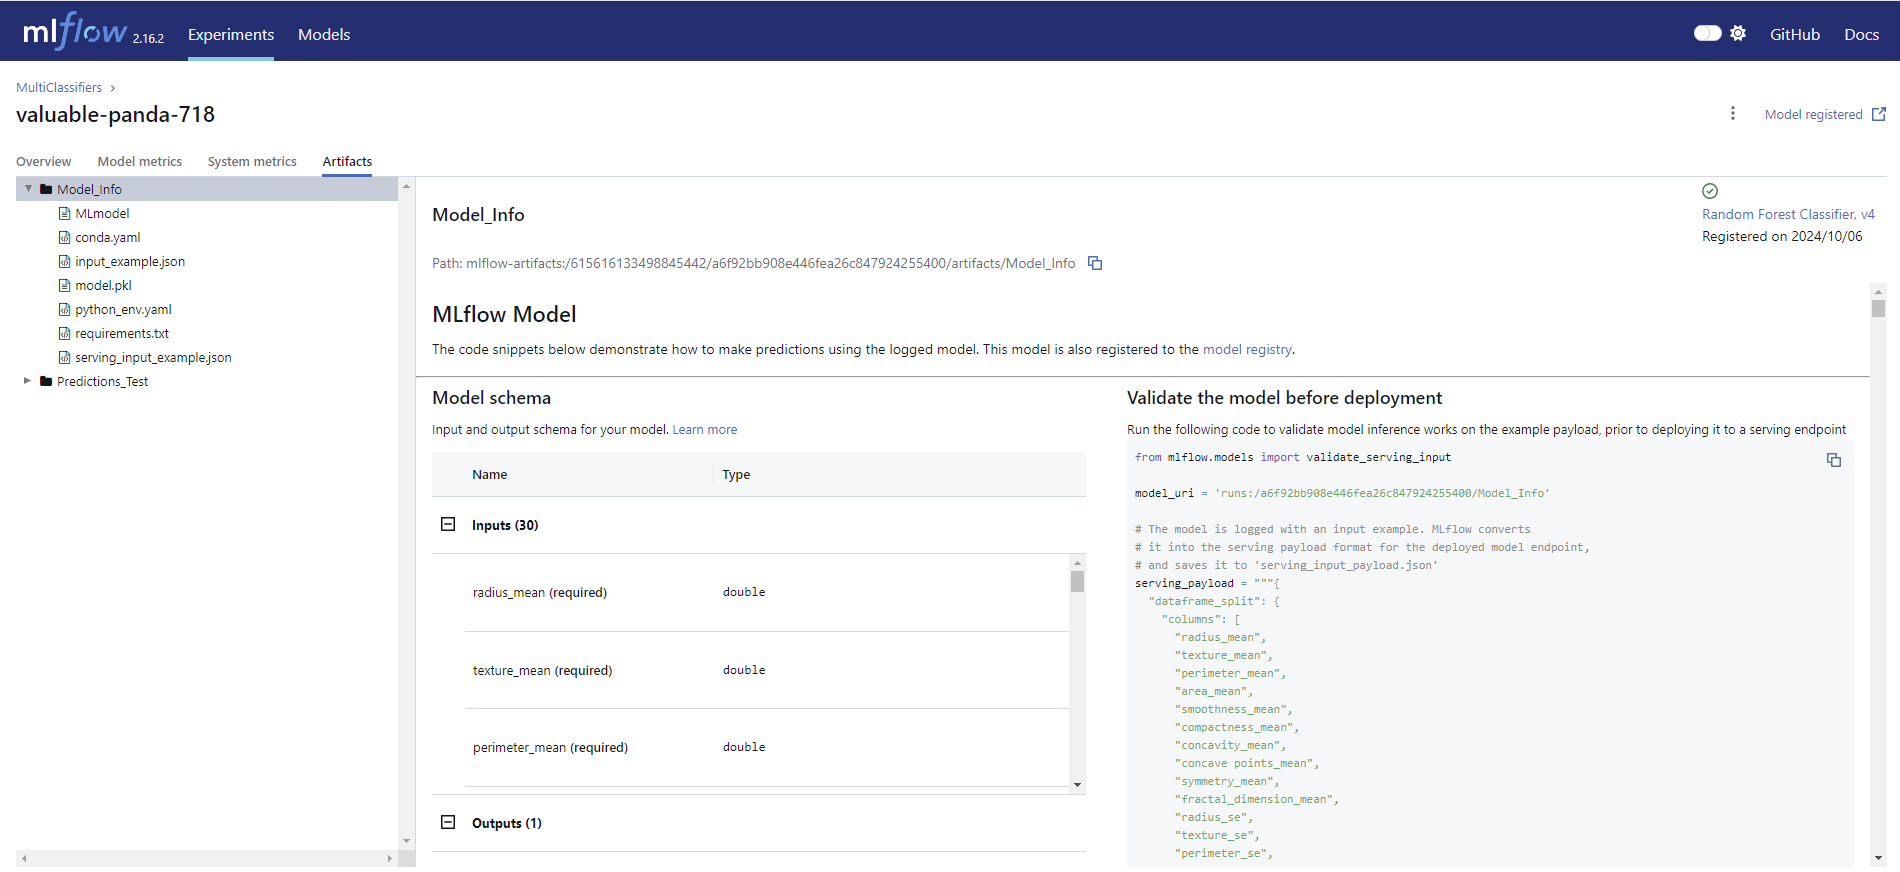 mlflow 2.16.2 Experiments Models GitHub Docs
MultiClassifiers
valuable-panda-718
Model registered
Overview Model metrics System metrics Artifacts
Model_Info
MLmodel
conda.yaml
input_example.json
model.pkl
python_env.yaml
requirements.txt
serving_input_example.json
Predictions_Test
Model_Info
Random Forest Classifier, v4
Registered on 2024/10/06
Path: mlflow-artifacts:/615616133498845442/a6f92bb908e446fea26c847924255400/artifacts/Model_Info
MLflow Model
The code snippets below demonstrate how to make predictions using the logged model. This model is also registered to the model registry.
Model schema
Input and output schema for your model. Learn more
Name Type
Inputs (30)
radius_mean (required) double
texture_mean (required) double
perimeter_mean (required) double
Outputs (1)
Validate the model before deployment
Run the following code to validate model inference works on the example payload, prior to deploying it to a serving endpoint
from mlflow.models import validate_serving_input
model_uri = 'runs:/a6f92bb908e446fea26c847924255400/Model_Info'
# The model is logged with an input example. MLflow converts
# it into the serving payload format for the deployed model endpoint,
# and saves it to 'serving_input_payload.json'
serving_payload = """{
"dataframe_split": {
"columns": [
"radius_mean",
"texture_mean",
"perimeter_mean",
"area_mean",
"smoothness_mean",
"compactness_mean",
"concavity_mean",
"concave points_mean",
"symmetry_mean",
"fractal_dimension_mean",
"radius_se",
"texture_se",
"perimeter_se",